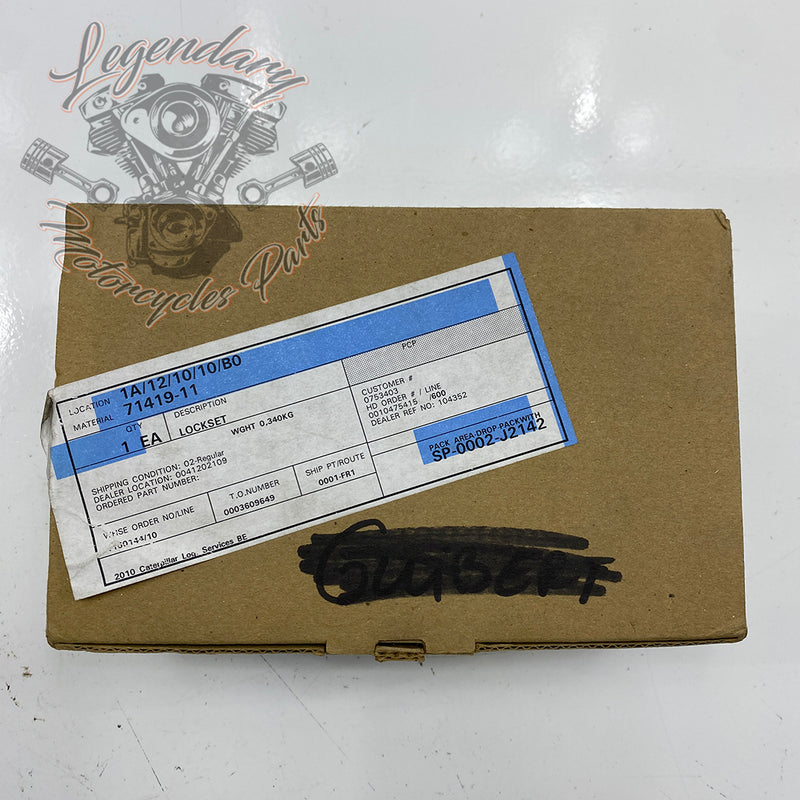 Legendary
Motorcycles Parts
LOCATION 1A/12/10/10/B0
MATERIAL 71419-11
QTY
1 EA
DESCRIPTION
LOCKSET
WGHT 0,340KG
PCP
CUSTOMER #
0753403
HD ORDER # / LINE
0010475415 /600
DEALER REF NO: 104352
SHIPPING CONDITION: 02-Regular
DEALER LOCATION: 0041202109
ORDERED PART NUMBER:
PACK AREA-DROP-PACKWITH
SP-0002-J2142
WHSE ORDER NO/LINE
T.O.NUMBER
0003609649
SHIP PT/ROUTE
0001-FR1
2010 Caterpillar Log. Services BE